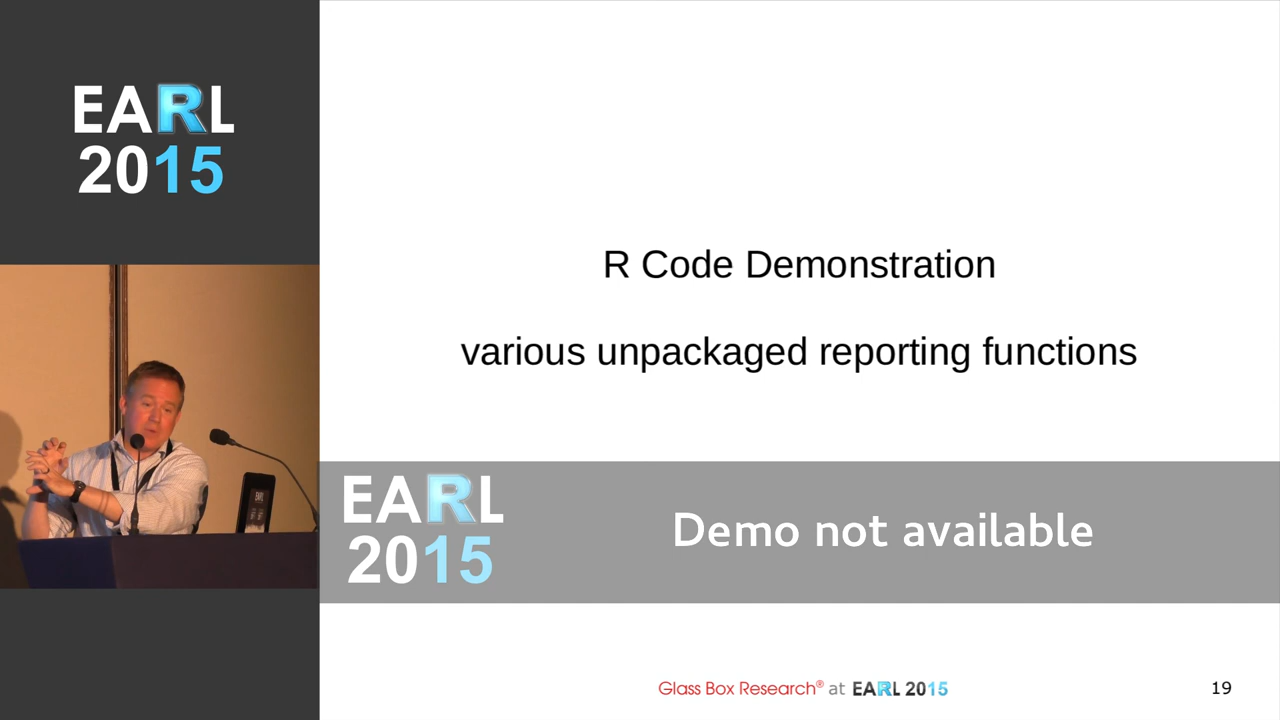 EARL
2015
R Code Demonstration
various unpackaged reporting functions
EARL
2015
Demo not available
Glass Box Research® at EARL 2015
19